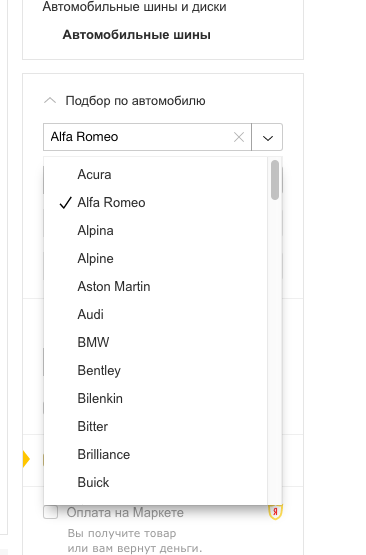 Автомобильные шины и диски
Автомобильные шины
Подбор по автомобилю
Alfa Romeo
Acura
Alfa Romeo
Alpina
Alpine
Aston Martin
Audi
BMW
Bentley
Bilenkin
Bitter
Brilliance
Buick
Оплата на Маркете
Я
Вы получите товар
или вам вернут деньги.